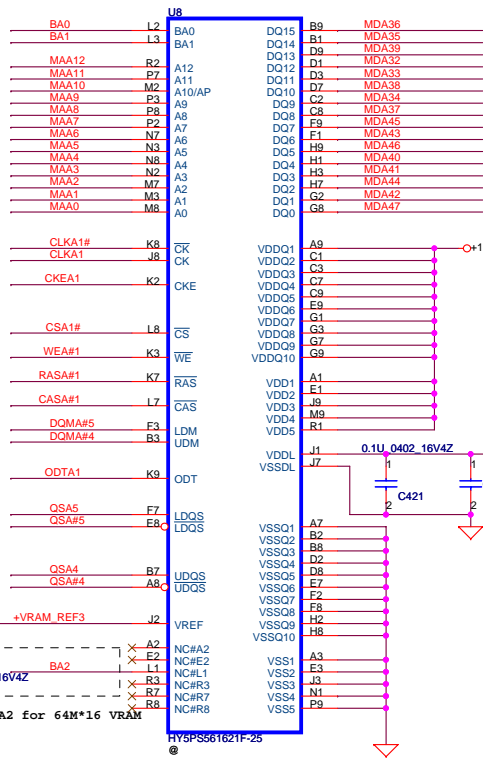 U8
BA0 L2 BA0 DQ15 B9 MDA36
BA1 L3 BA1 DQ14 B1 MDA35
DQ13 D9 MDA39
MAA12 R2 A12 DQ12 D1 MDA32
MAA11 P7 A11 DQ11 D3 MDA33
MAA10 M2 A10/AP DQ10 D7 MDA38
MAA9 P3 A9 DQ9 C2 MDA34
MAA8 P8 A8 DQ8 C8 MDA37
MAA7 P2 A7 DQ7 F9 MDA45
MAA6 N7 A6 DQ6 F1 MDA43
MAA5 N3 A5 DQ5 H9 MDA46
MAA4 N8 A4 DQ4 H1 MDA40
MAA3 N2 A3 DQ3 H3 MDA41
MAA2 M7 A2 DQ2 H7 MDA44
MAA1 M3 A1 DQ1 G2 MDA42
MAA0 M8 A0 DQ0 G8 MDA47
CLKA1# K8 CK VDDQ1 A9 +1
CLKA1 J8 CK VDDQ2 C1
VDDQ3 C3
CKEA1 K2 CKE VDDQ4 C7
VDDQ5 C9
VDDQ6 E9
VDDQ7 G1
CSA1# L8 CS VDDQ8 G3
VDDQ9 G7
WEA#1 K3 WE VDDQ10 G9
RASA#1 K7 RAS VDD1 A1
VDD2 E1
CASA#1 L7 CAS VDD3 J9
VDD4 M9
DQMA#5 F3 LDM VDD5 R1
DQMA#4 B3 UDM
VDDL J1 0.1U_0402_16V4Z
VSSDL J7 1 1
ODTA1 K9 ODT
C421
2 2
QSA5 F7 LDQS
QSA#5 E8 LDQS VSSQ1 A7
VSSQ2 B2
VSSQ3 B8
VSSQ4 D2
QSA4 B7 UDQS VSSQ5 D8
QSA#4 A8 UDQS VSSQ6 E7
VSSQ7 F2
VSSQ8 F8
+VRAM_REF3 J2 VREF VSSQ9 H2
VSSQ10 H8
A2 NC#A2
E2 NC#E2 VSS1 A3
BA2 L1 NC#L1 VSS2 E3
16V4Z R3 NC#R3 VSS3 J3
R7 NC#R7 VSS4 N1
R8 NC#R8 VSS5 P9
A2 for 64M*16 VRAM
HY5PS561621F-25
@